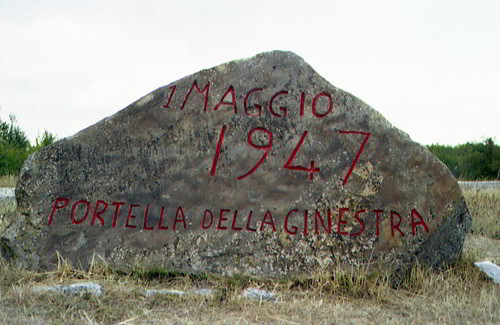 1 MAGGIO
1947
PORTELLA DELLA GINESTRA